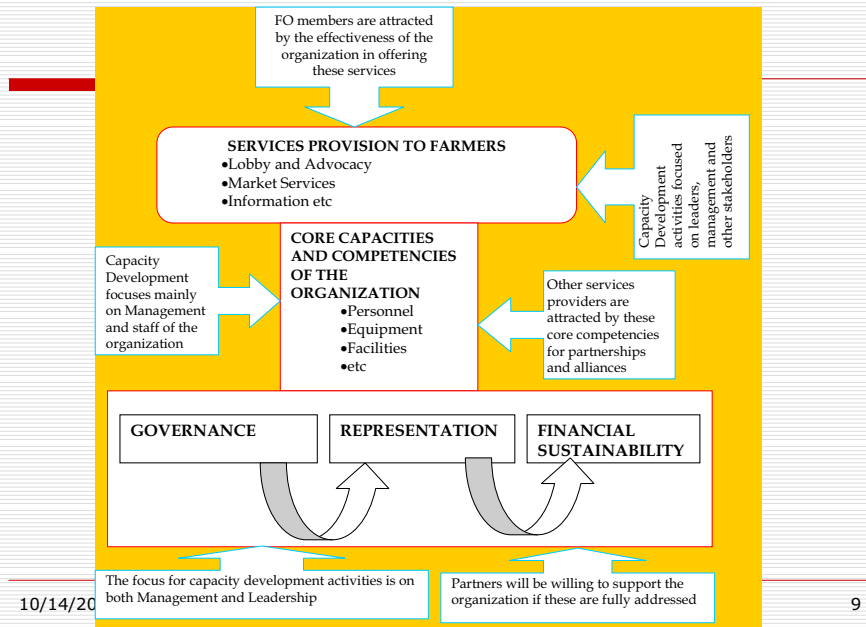 FO members are attracted
by the effectiveness of the
organization in offering
these services
SERVICES PROVISION TO FARMERS
•Lobby and Advocacy
•Market Services
•Information etc
Capacity
Development
activities focused
on leaders,
management and
other stakeholders
CORE CAPACITIES
AND COMPETENCIES
OF THE
ORGANIZATION
•Personnel
•Equipment
•Facilities
•etc
Capacity
Development
focuses mainly
on Management
and staff of the
organization
Other services
providers are
attracted by these
core competencies
for partnerships
and alliances
GOVERNANCE
REPRESENTATION
FINANCIAL
SUSTAINABILITY
The focus for capacity development activities is on
both Management and Leadership
Partners will be willing to support the
organization if these are fully addressed
10/14/20
9